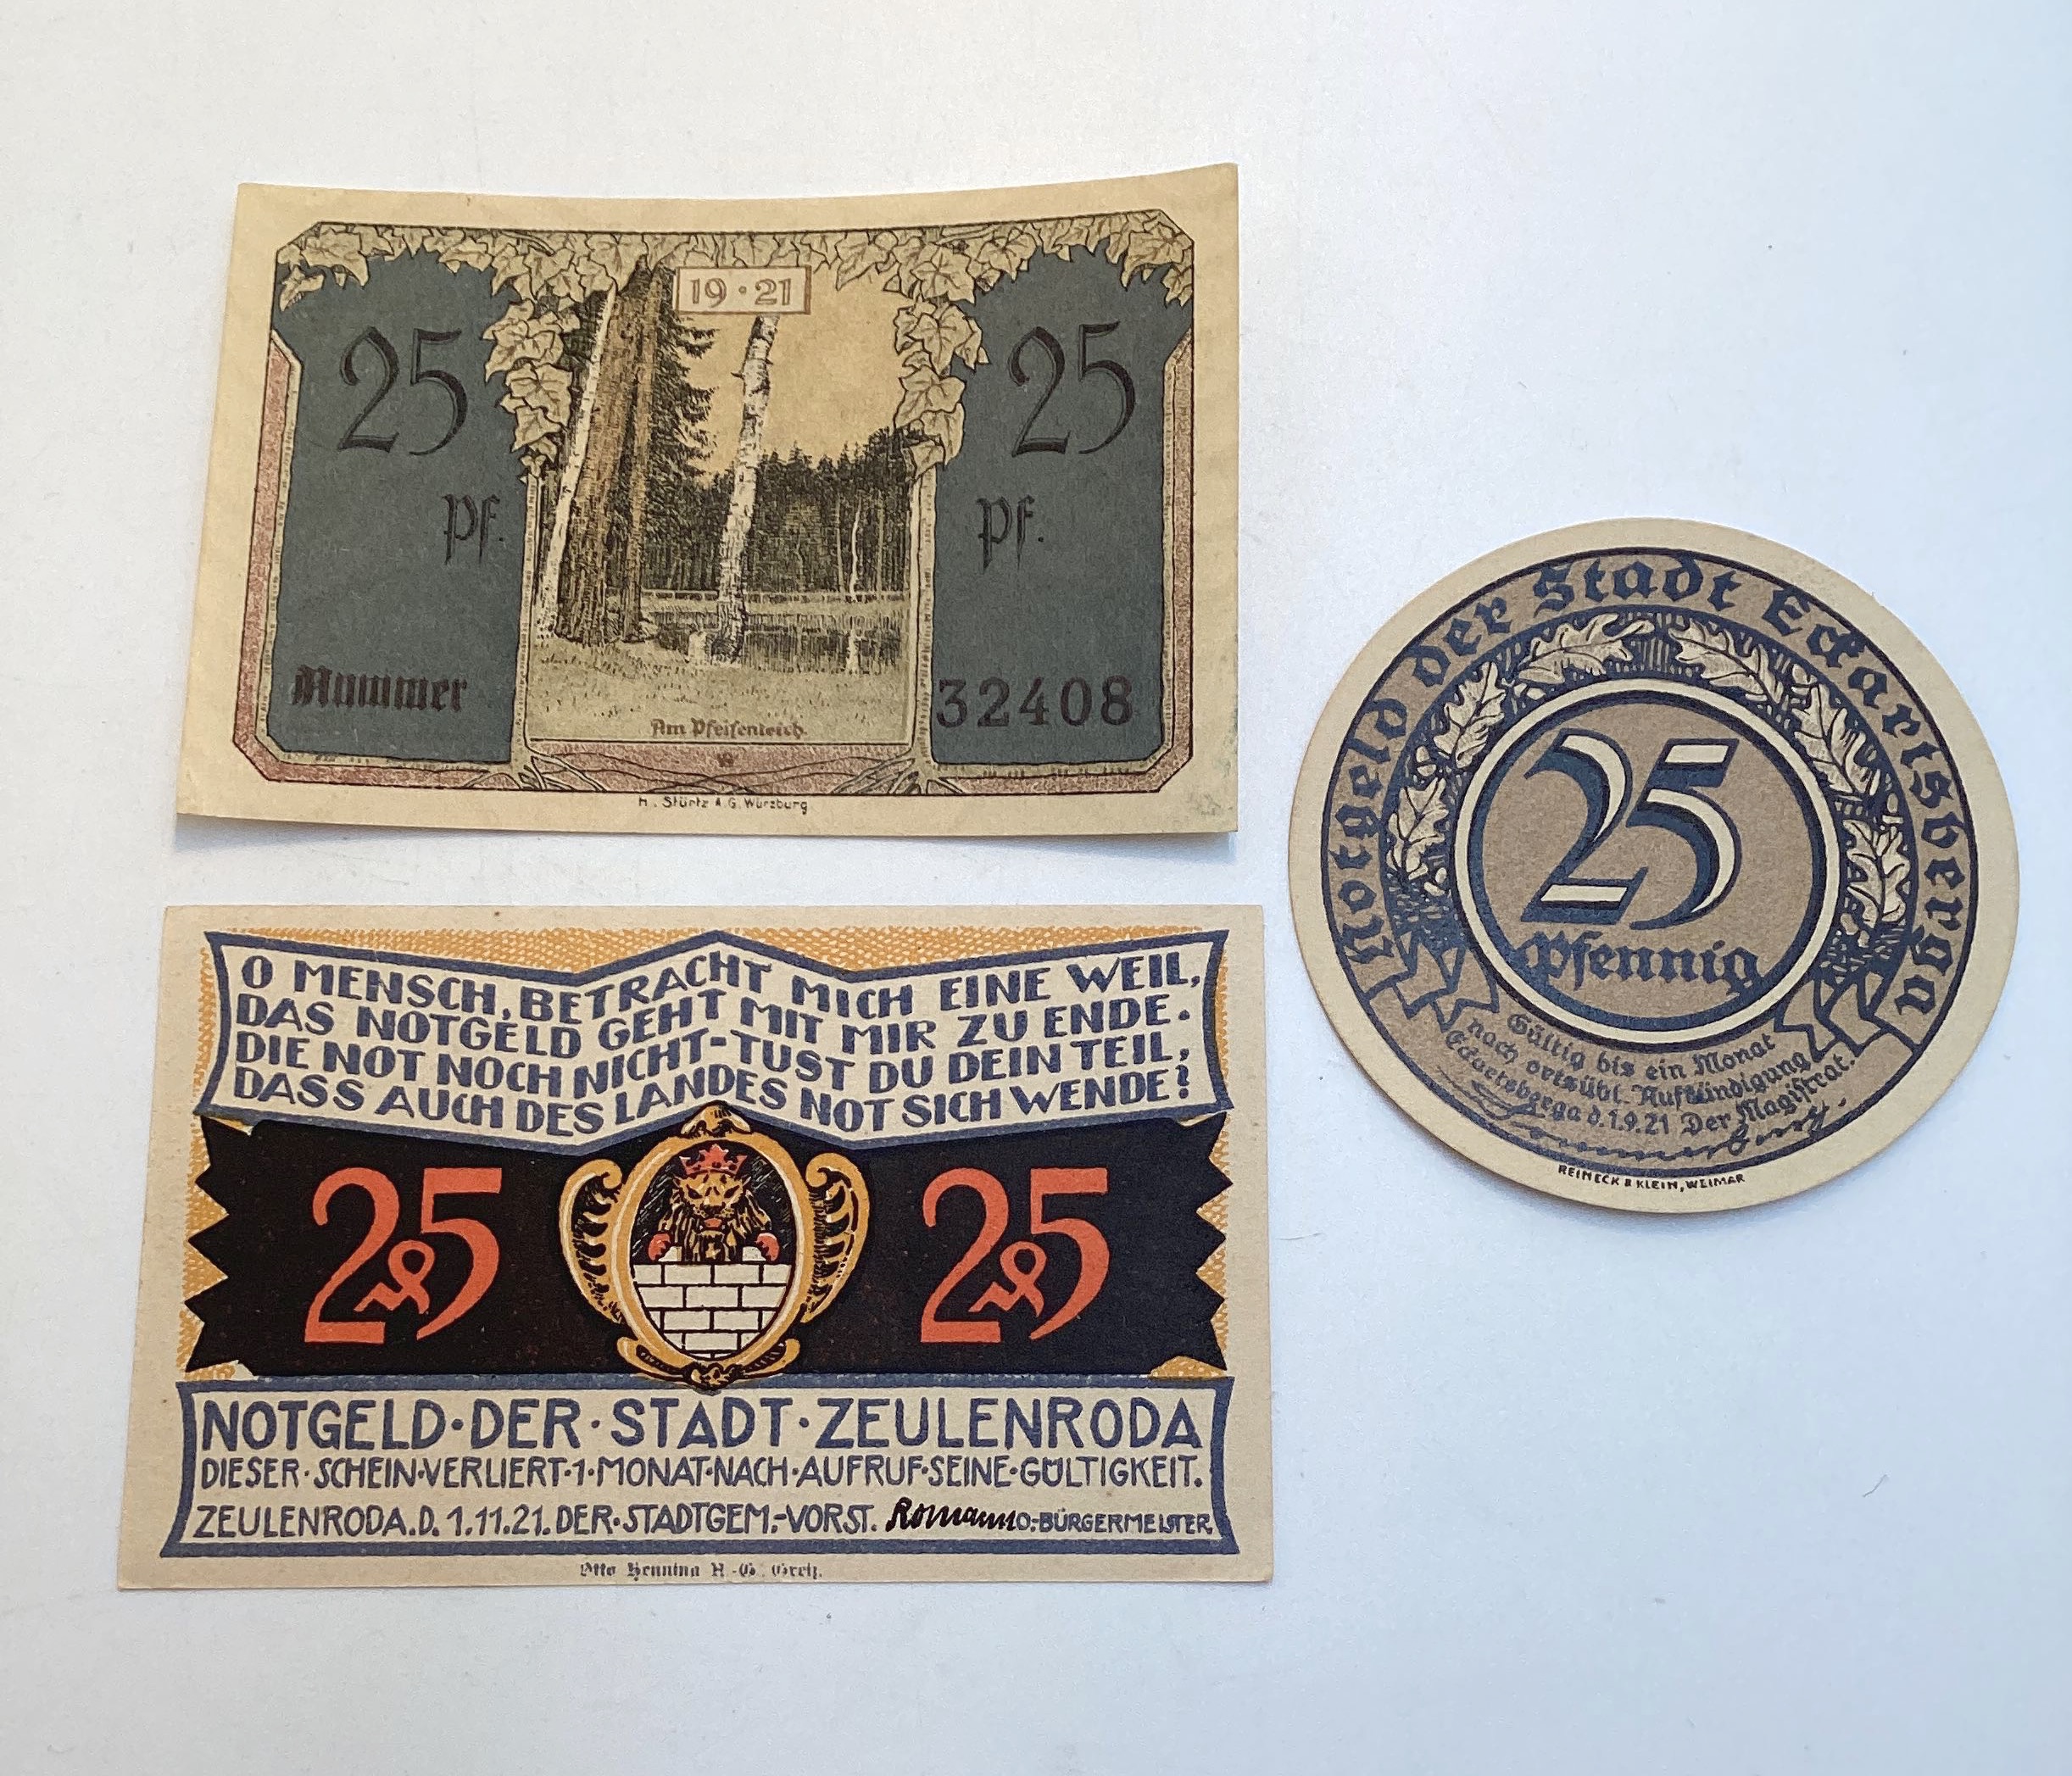 19·21
25
pf.
25
pf.
Nummer
32408
Am Pfeifenteich.
H. Stürtz A.G. Würzburg.
O MENSCH, BETRACHT MICH EINE WEIL,
DAS NOTGELD GEHT MIT MIR ZU ENDE.
DIE NOT NOCH NICHT-TUST DU DEIN TEIL,
DASS AUCH DES LANDES NOT SICH WENDE?
25
25
NOTGELD·DER·STADT·ZEULENRODA
DIESER·SCHEIN·VERLIERT·1·MONAT·NACH·AUFRUF·SEINE·GÜLTIGKEIT.
ZEULENRODA.D. 1.11.21. DER·STADTGEM.-VORST. O.-BÜRGERMEISTER.
Otto Henning A.-G. Greiz.
Notgeld der Stadt Eckartsberga
25
Pfennig
Gültig bis ein Monat
nach ortsübl. Aufkündigung
Eckartsberga d. 1.9.21 Der Magistrat.
REINECK & KLEIN, WEIMAR